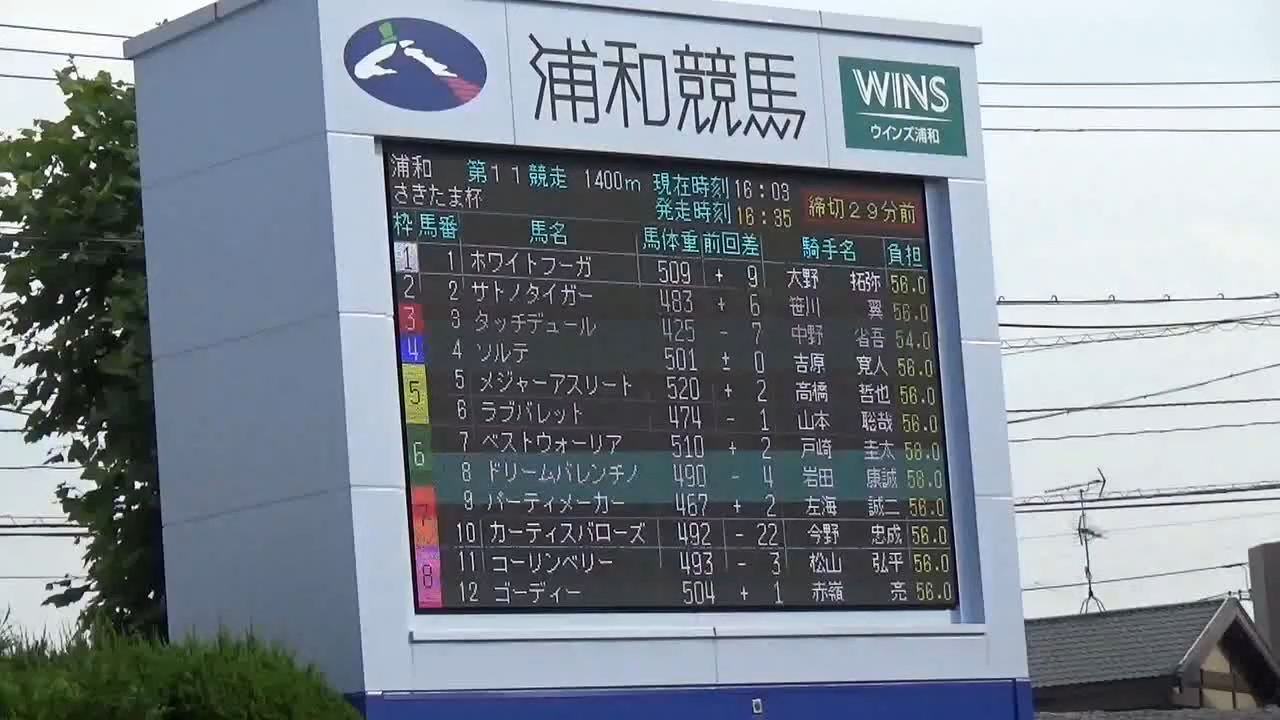 浦和競馬
WINS
ウインズ浦和
浦和 第11競走 1400m 現在時刻 16:03
さきたま杯 発走時刻 16:35 締切29分前
枠 馬番 馬名 馬体重 前回差 騎手名 負担
1 1 ホワイトフーガ 509 + 9 大野 拓弥 56.0
2 2 サトノタイガー 483 + 6 笹川 翼 56.0
3 3 タッチデュール 425 - 7 中野 省吾 54.0
4 4 ソルテ 501 ± 0 吉原 寛人 56.0
5 5 メジャーアスリート 520 + 2 高橋 哲也 56.0
6 ラブバレット 474 - 1 山本 聡哉 56.0
6 7 ベストウォーリア 510 + 2 戸崎 圭太 58.0
8 ドリームバレンチノ 490 - 4 岩田 康誠 58.0
7 9 パーティメーカー 467 + 2 左海 誠二 56.0
10 カーティスバローズ 492 - 22 今野 忠成 56.0
8 11 コーリンベリー 493 - 3 松山 弘平 56.0
12 ゴーディー 504 + 1 赤嶺 亮 56.0